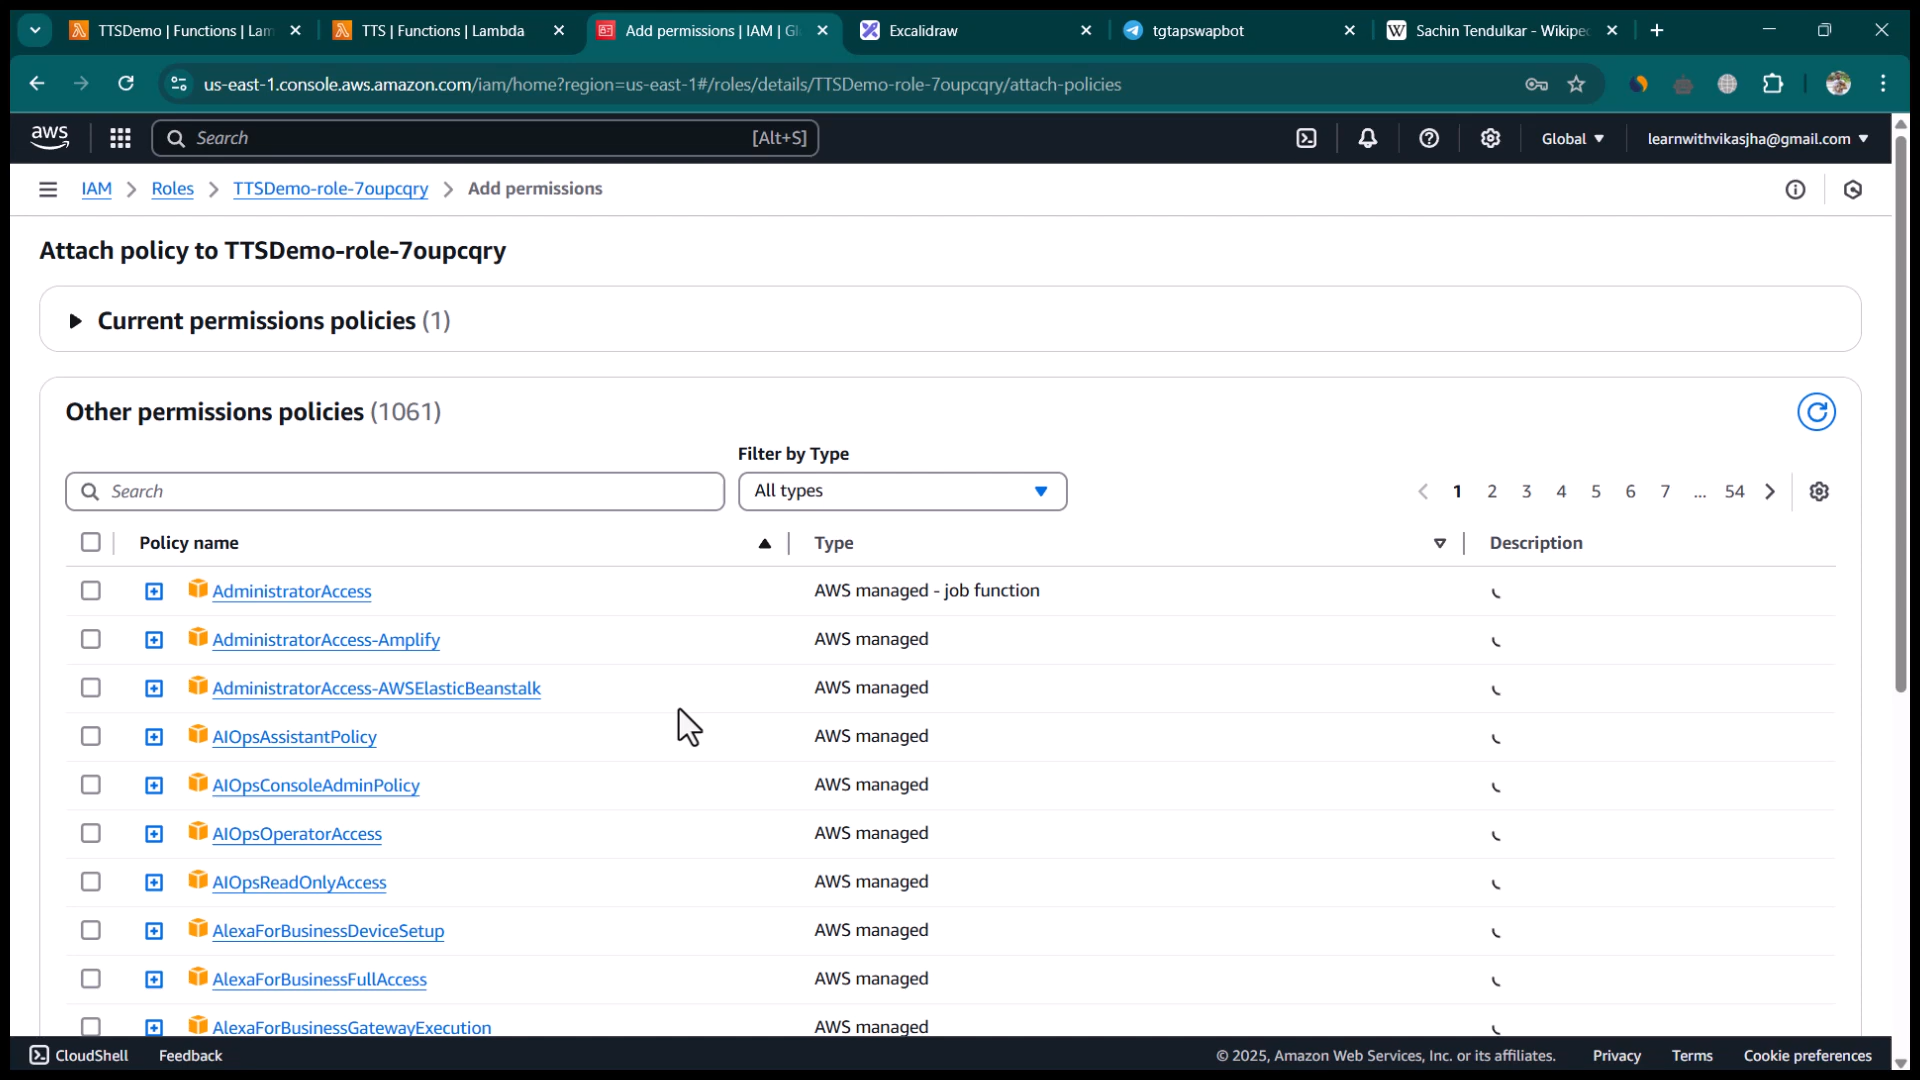 TTSDemo | Functions | Lam
TTS | Functions | Lambda
Add permissions | IAM | Gl
Excalidraw
tgtapswapbot
Sachin Tendulkar - Wikipe
us-east-1.console.aws.amazon.com/iam/home?region=us-east-1#/roles/details/TTSDemo-role-7oupcqry/attach-policies
aws
Search
[Alt+S]
Global
learnwithvikasjha@gmail.com
IAM
Roles
TTSDemo-role-7oupcqry
Add permissions
Attach policy to TTSDemo-role-7oupcqry
Current permissions policies (1)
Other permissions policies (1061)
Filter by Type
Search
All types
1 2 3 4 5 6 7 ... 54
Policy name
Type
Description
AdministratorAccess
AWS managed - job function
AdministratorAccess-Amplify
AWS managed
AdministratorAccess-AWSElasticBeanstalk
AWS managed
AIOpsAssistantPolicy
AWS managed
AIOpsConsoleAdminPolicy
AWS managed
AIOpsOperatorAccess
AWS managed
AIOpsReadOnlyAccess
AWS managed
AlexaForBusinessDeviceSetup
AWS managed
AlexaForBusinessFullAccess
AWS managed
AlexaForBusinessGatewayExecution
AWS managed
CloudShell
Feedback
© 2025, Amazon Web Services, Inc. or its affiliates.
Privacy
Terms
Cookie preferences